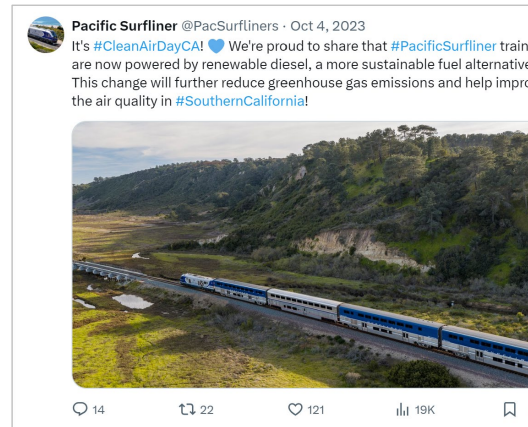 Pacific Surfliner @PacSurfliners · Oct 4, 2023
It's #CleanAirDayCA! 💙 We're proud to share that #PacificSurfliner train
are now powered by renewable diesel, a more sustainable fuel alternative
This change will further reduce greenhouse gas emissions and help impro
the air quality in #SouthernCalifornia!
14 22 121 19K